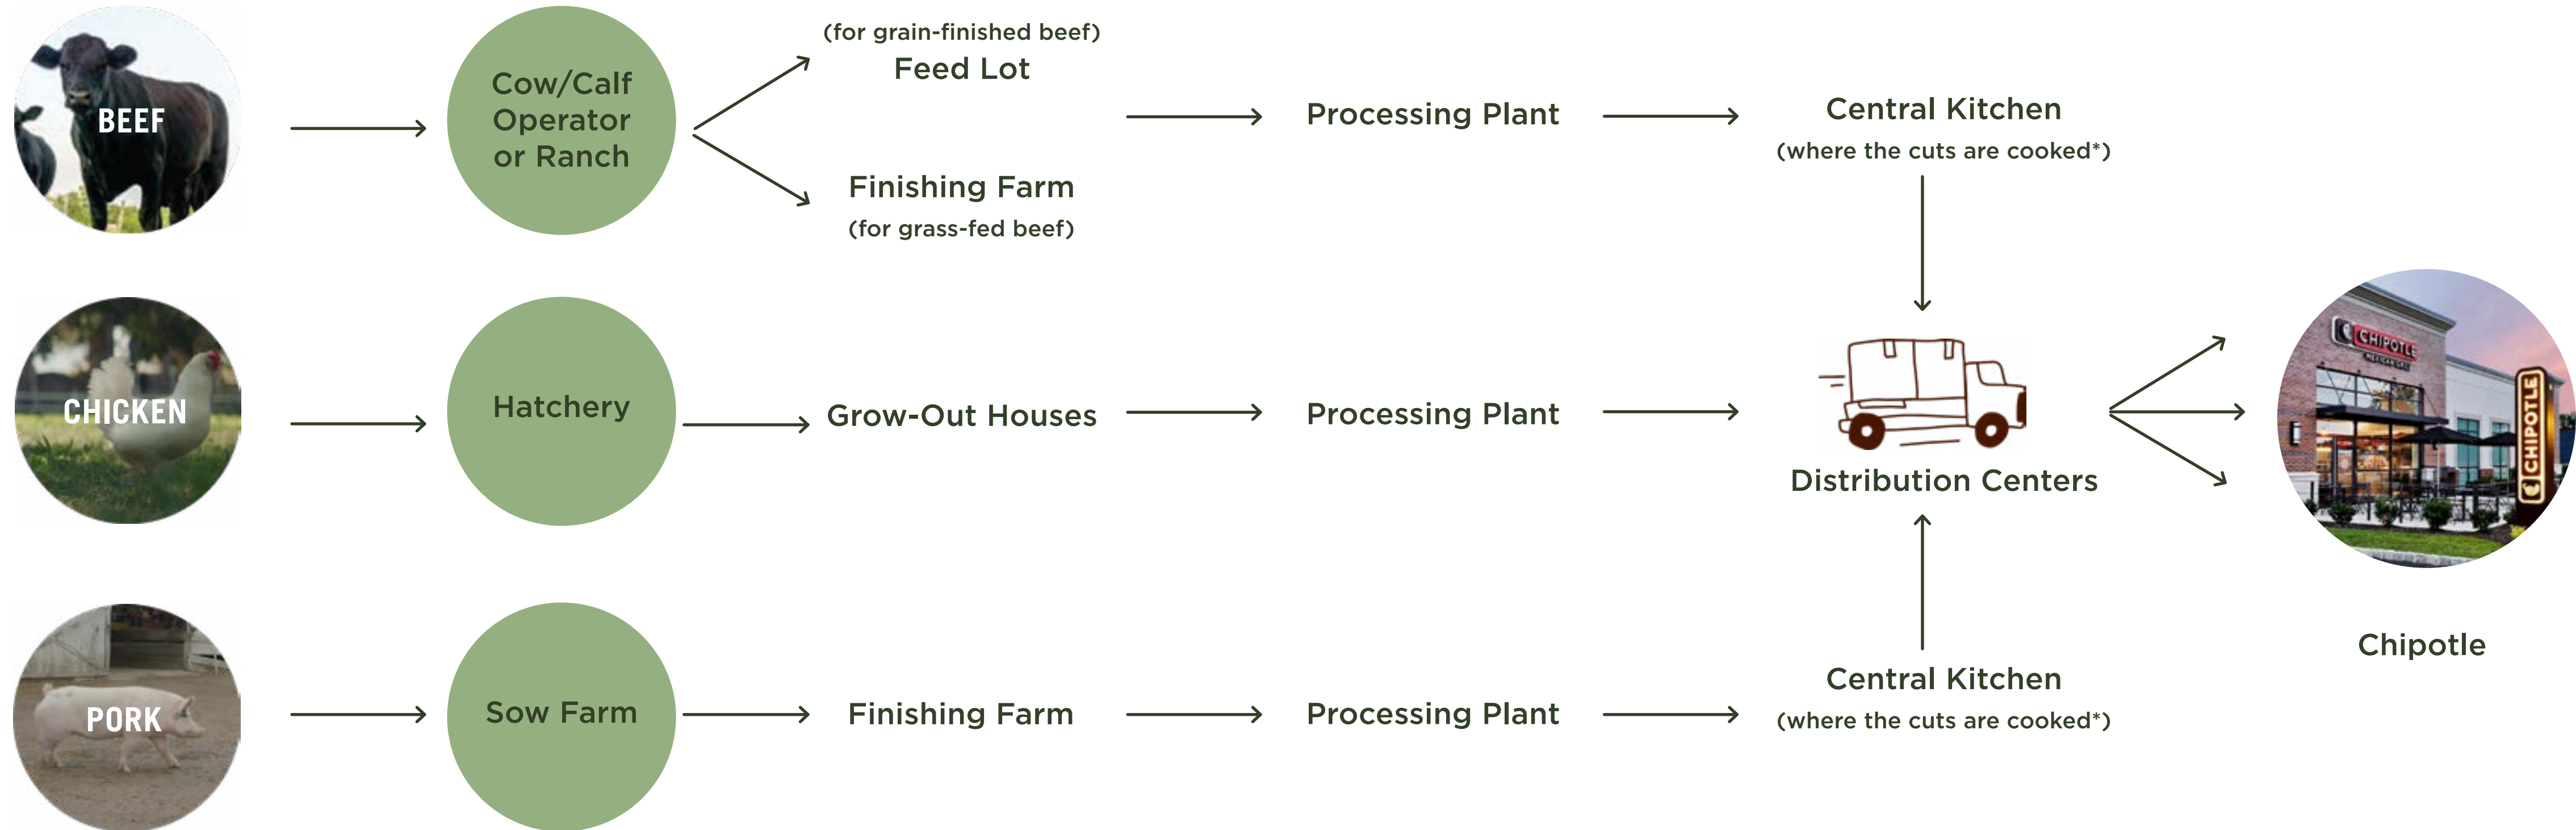 BEEF
Cow/Calf
Operator
or Ranch
(for grain-finished beef)
Feed Lot
Finishing Farm
(for grass-fed beef)
Processing Plant
Central Kitchen
(where the cuts are cooked*)
CHICKEN
Hatchery
Grow-Out Houses
Processing Plant
Distribution Centers
CHIPOTLE
MEXICAN GRILL
CHIPOTLE
Chipotle
PORK
Sow Farm
Finishing Farm
Processing Plant
Central Kitchen
(where the cuts are cooked*)